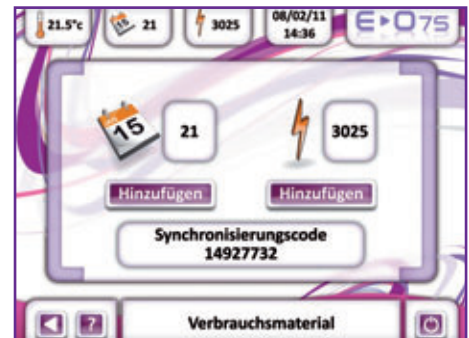 21.5°c
21
3025
08/02/11
14:36
E▸O75
15
21
3025
Hinzufügen
Hinzufügen
Synchronisierungscode
14927732
?
Verbrauchsmaterial